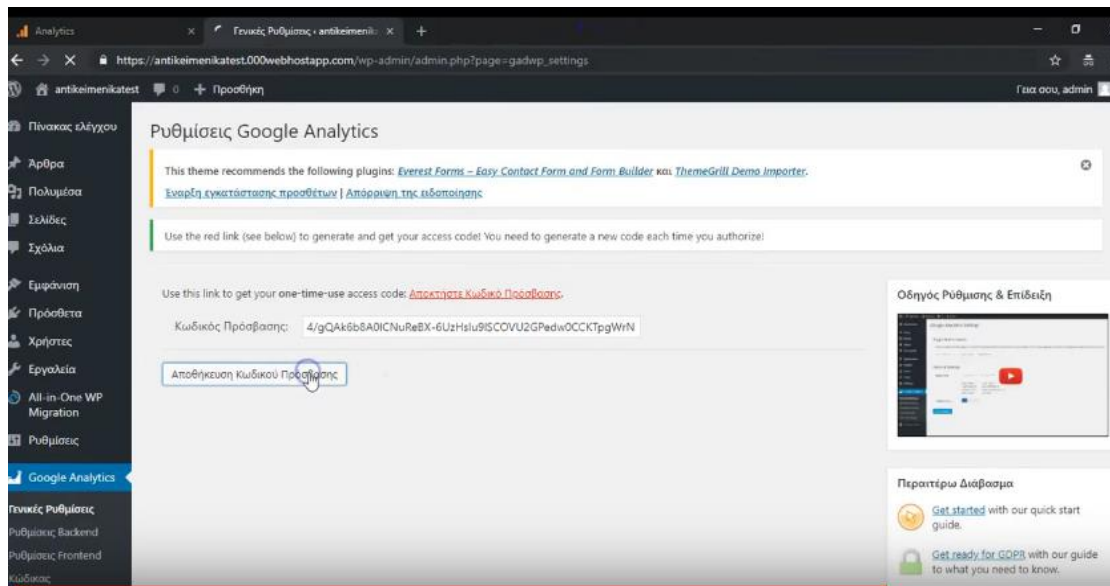 Analytics
Γενικές Ρυθμίσεις ‹ antikeimenika
https://antikeimenikatest.000webhostapp.com/wp-admin/admin.php?page=gadwp_settings
antikeimenikatest 0 + Προσθήκη Γεια σου, admin
Πίνακας ελέγχου
Άρθρα
Πολυμέσα
Σελίδες
Σχόλια
Εμφάνιση
Πρόσθετα
Χρήστες
Εργαλεία
All-in-One WP
Migration
Ρυθμίσεις
Google Analytics
Γενικές Ρυθμίσεις
Ρυθμίσεις Backend
Ρυθμίσεις Frontend
Κώδικας
Ρυθμίσεις Google Analytics
This theme recommends the following plugins: Everest Forms – Easy Contact Form and Form Builder και ThemeGrill Demo Importer.
Έναρξη εγκατάστασης προσθέτων | Απόρριψη της ειδοποίησης
Use the red link (see below) to generate and get your access code! You need to generate a new code each time you authorize!
Use this link to get your one-time-use access code: Αποκτήστε Κωδικό Πρόσβασης.
Κωδικός Πρόσβασης: 4/gQAk6b8A0ICNuReBX-6UzHslu9ISCOVU2GPedw0CCKTpgWrN
Αποθήκευση Κωδικού Πρόσβασης
Οδηγός Ρύθμισης & Επίδειξη
Περαιτέρω Διάβασμα
Get started with our quick start
guide.
Get ready for GDPR with our guide
to what you need to know.